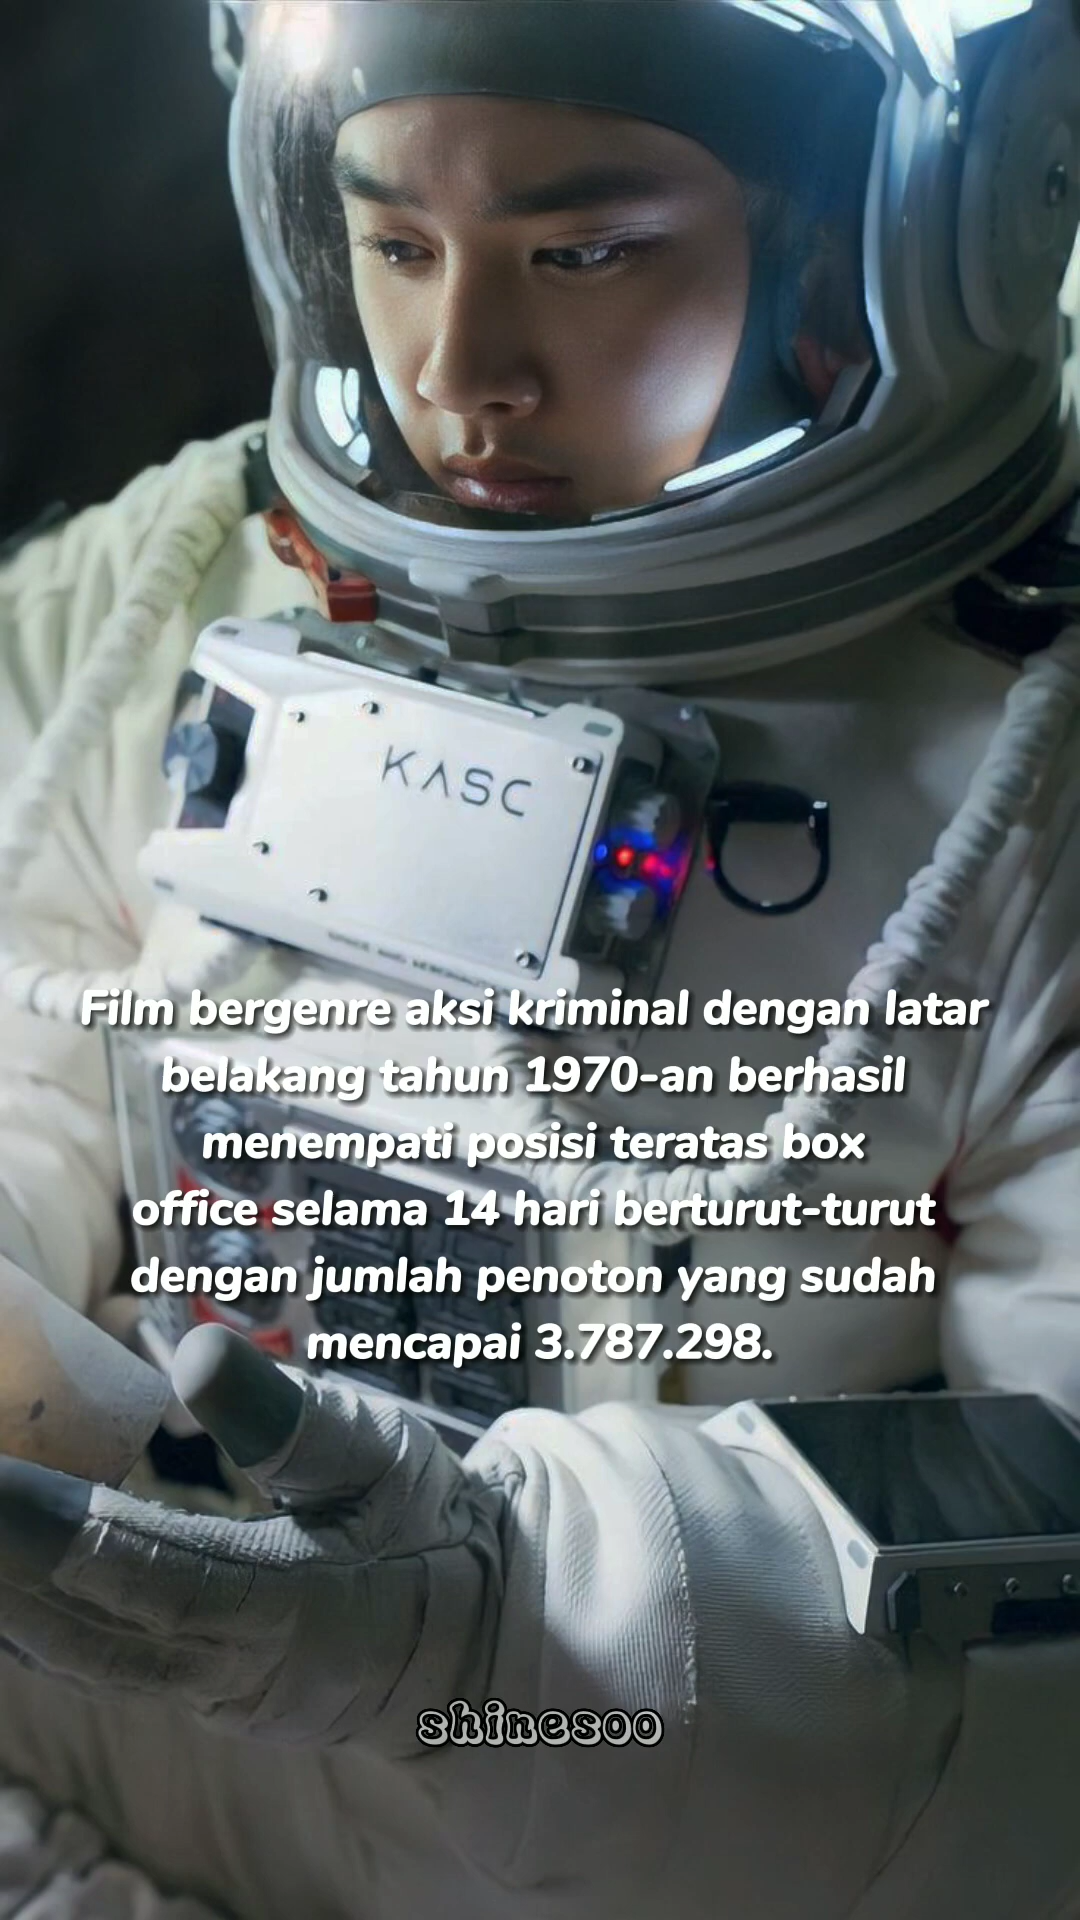 KASC
Film bergenre aksi kriminal dengan latar
belakang tahun 1970-an berhasil
menempati posisi teratas box
office selama 14 hari berturut-turut
dengan jumlah penoton yang sudah
mencapai 3.787.298.
shinesoo